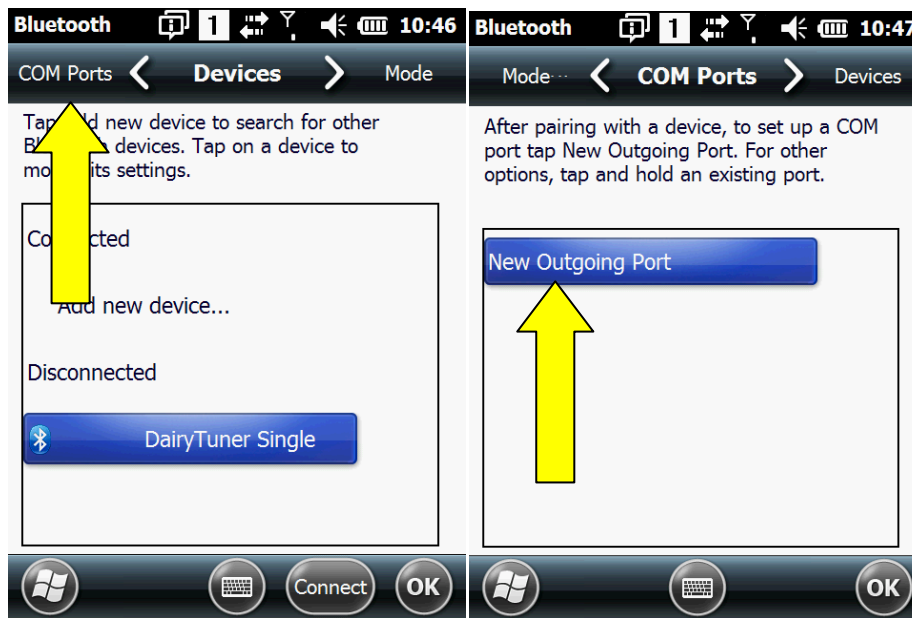 Bluetooth 1 10:46
COM Ports Devices Mode
Tap new device to search for other
devices. Tap on a device to
its settings.
Connected
Add new device...
Disconnected
DairyTuner Single
Connect OK
Bluetooth 1 10:47
Mode... COM Ports Devices
After pairing with a device, to set up a COM
port tap New Outgoing Port. For other
options, tap and hold an existing port.
New Outgoing Port
OK